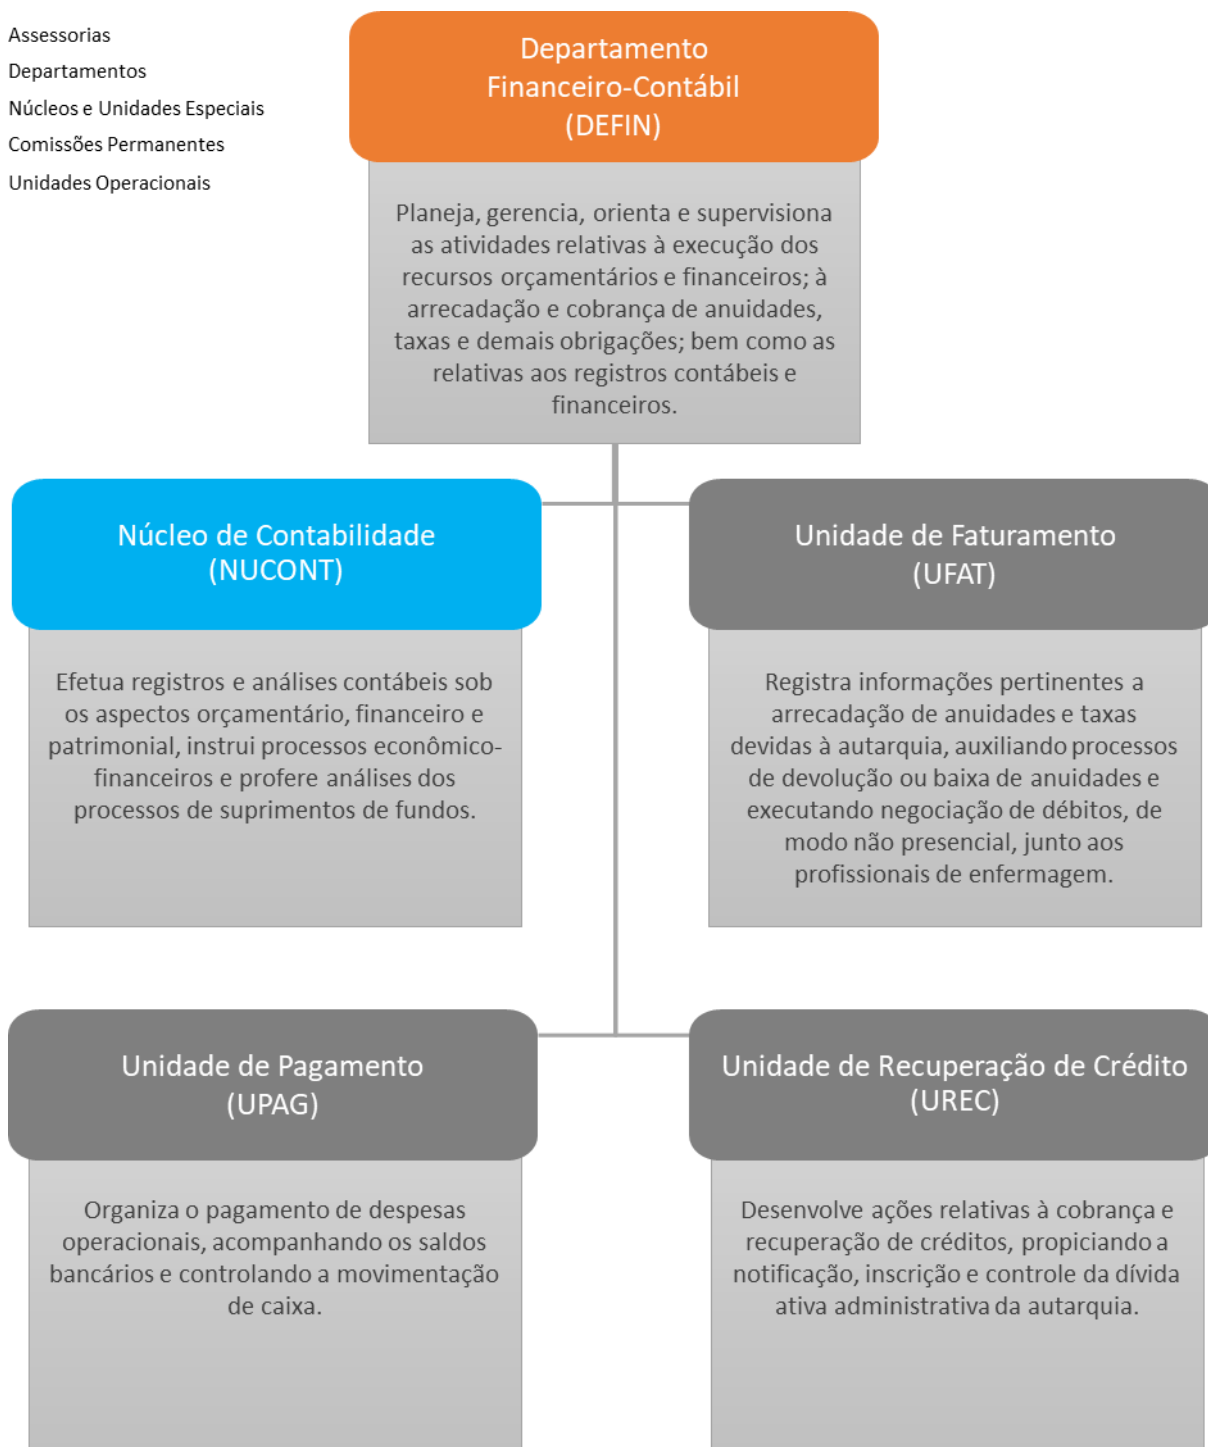 Assessorias
Departamentos
Núcleos e Unidades Especiais
Comissões Permanentes
Unidades Operacionais
Departamento
Financeiro-Contábil
(DEFIN)
Planeja, gerencia, orienta e supervisiona
as atividades relativas à execução dos
recursos orçamentários e financeiros; à
arrecadação e cobrança de anuidades,
taxas e demais obrigações; bem como as
relativas aos registros contábeis e
financeiros.
Núcleo de Contabilidade
(NUCONT)
Efetua registros e análises contábeis sob
os aspectos orçamentário, financeiro e
patrimonial, instrui processos econômico-
financeiros e profere análises dos
processos de suprimentos de fundos.
Unidade de Faturamento
(UFAT)
Registra informações pertinentes a
arrecadação de anuidades e taxas
devidas à autarquia, auxiliando processos
de devolução ou baixa de anuidades e
executando negociação de débitos, de
modo não presencial, junto aos
profissionais de enfermagem.
Unidade de Pagamento
(UPAG)
Organiza o pagamento de despesas
operacionais, acompanhando os saldos
bancários e controlando a movimentação
de caixa.
Unidade de Recuperação de Crédito
(UREC)
Desenvolve ações relativas à cobrança e
recuperação de créditos, propiciando a
notificação, inscrição e controle da dívida
ativa administrativa da autarquia.